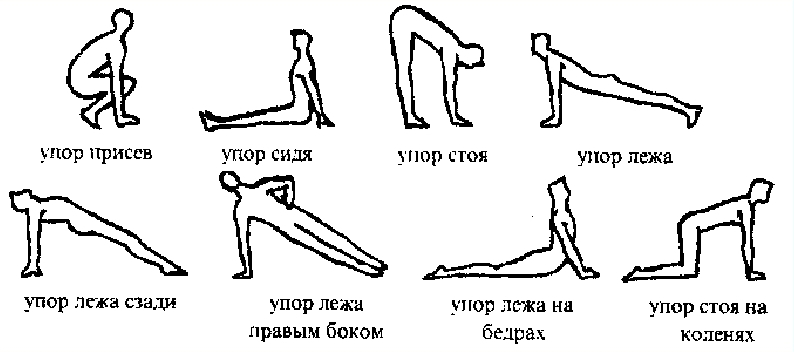 упор присев
упор сидя
упор стоя
упор лежа
упор лежа сзади
упор лежа
правым боком
упор лежа на
бедрах
упор стоя на
коленях